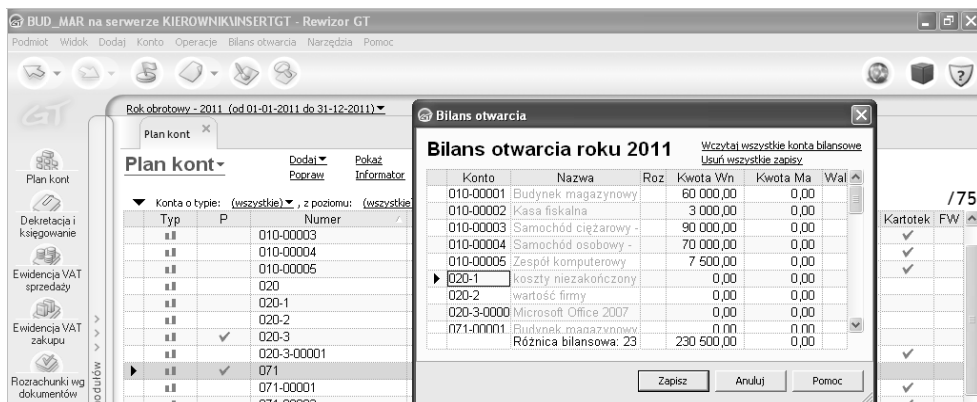 BUD_MAR na serwerze KIEROWNIK\INSERTGT - Rewizor GT
Podmiot Widok Dodaj Konto Operacje Bilans otwarcia Narzędzia Pomoc
GT
Rok obrotowy - 2011 (od 01-01-2011 do 31-12-2011)
Plan kont
Plan kont
Dodaj Pokaż
Popraw Informator
Konta o typie: (wszystkie) , z poziomu: (wszystkie
Typ P Numer
010-00003
010-00004
010-00005
020
020-1
020-2
020-3
020-3-00001
071
071-00001
Plan kont
Dekretacja i księgowanie
Ewidencja VAT sprzedaży
Ewidencja VAT zakupu
Rozrachunki wg dokumentów
Bilans otwarcia
Bilans otwarcia roku 2011
Wczytaj wszystkie konta bilansowe
Usuń wszystkie zapisy
Konto Nazwa Roz Kwota Wn Kwota Ma Wal
010-00001 Budynek magazynowy 60 000,00 0,00
010-00002 Kasa fiskalna 3 000,00 0,00
010-00003 Samochód ciężarowy - 90 000,00 0,00
010-00004 Samochód osobowy - 70 000,00 0,00
010-00005 Zespół komputerowy 7 500,00 0,00
020-1 koszty niezakończony 0,00 0,00
020-2 wartość firmy 0,00 0,00
020-3-0000 Microsoft Office 2007 0,00 0,00
071-00001 Budynek magazynowy 0,00 0,00
Różnica bilansowa: 23 230 500,00 0,00
Zapisz Anuluj Pomoc
/75
Kartotek FW